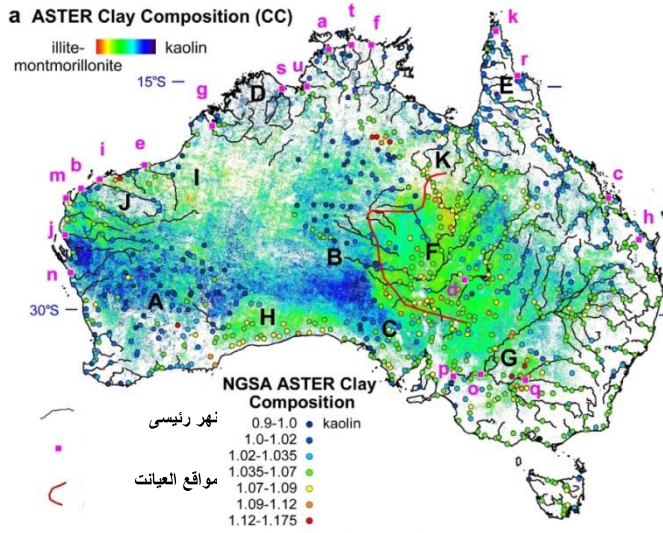 a ASTER Clay Composition (CC)
illite-
montmorillonite
kaolin
a t f k
15°S
s u r
D E
g
K
e
I
i
b
m
J
c
h
j
F
B
n
d
A
30°S
H
C
G
p
o
q
NGSA ASTER Clay
Composition
0.9-1.0 kaolin
1.0-1.02
1.02-1.035
1.035-1.07
1.07-1.09
1.09-1.12
1.12-1.175
نهر رئيسى
مواقع العيانت